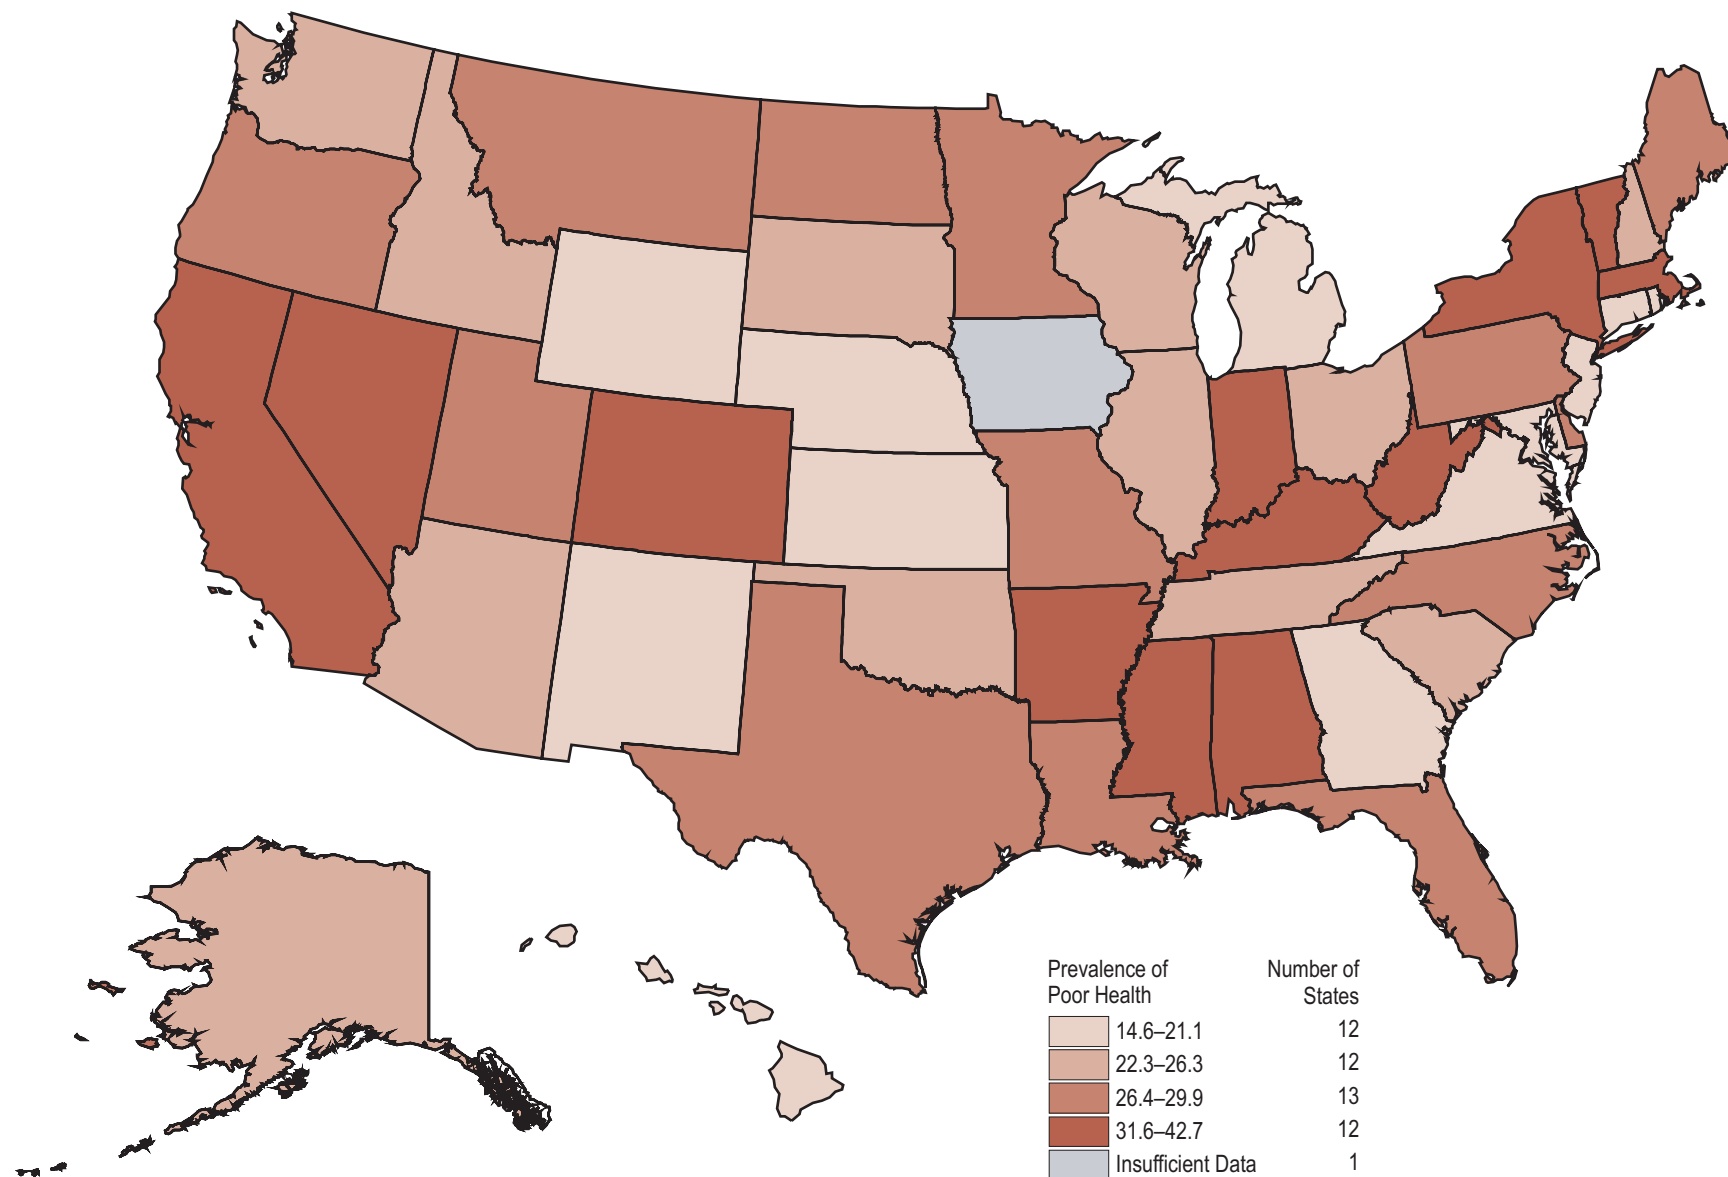 Prevalence of Poor Health Number of States
14.6–21.1 12
22.3–26.3 12
26.4–29.9 13
31.6–42.7 12
Insufficient Data 1